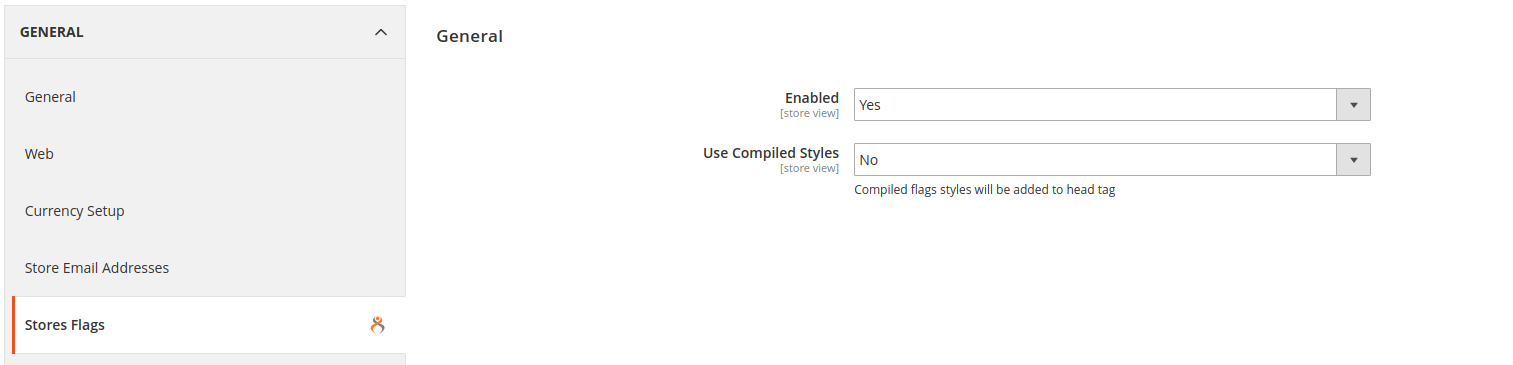 GENERAL
General
Web
Currency Setup
Store Email Addresses
Stores Flags
General
Enabled
[store view]
Yes
Use Compiled Styles
[store view]
No
Compiled flags styles will be added to head tag